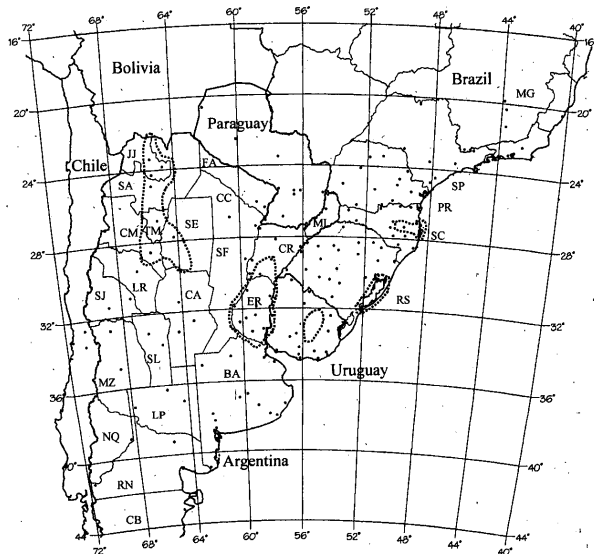 72° 68° 64° 60° 56° 52° 48° 44° 40°
16° 16°
Bolivia
Brazil
MG
20° 20°
Paraguay
Chile
JJ
FA
24° 24°
SA
SP
CC
PR
CM TM SE
MI
SC
28° 28°
SF
CR
LR
CA
SJ
ER
RS
32° 32°
SL
BA
Uruguay
MZ
36° 36°
LP
NQ
40° Argentina 40°
RN
CB
44° 44°
72° 68° 64° 60° 56° 52° 48° 44° 40°